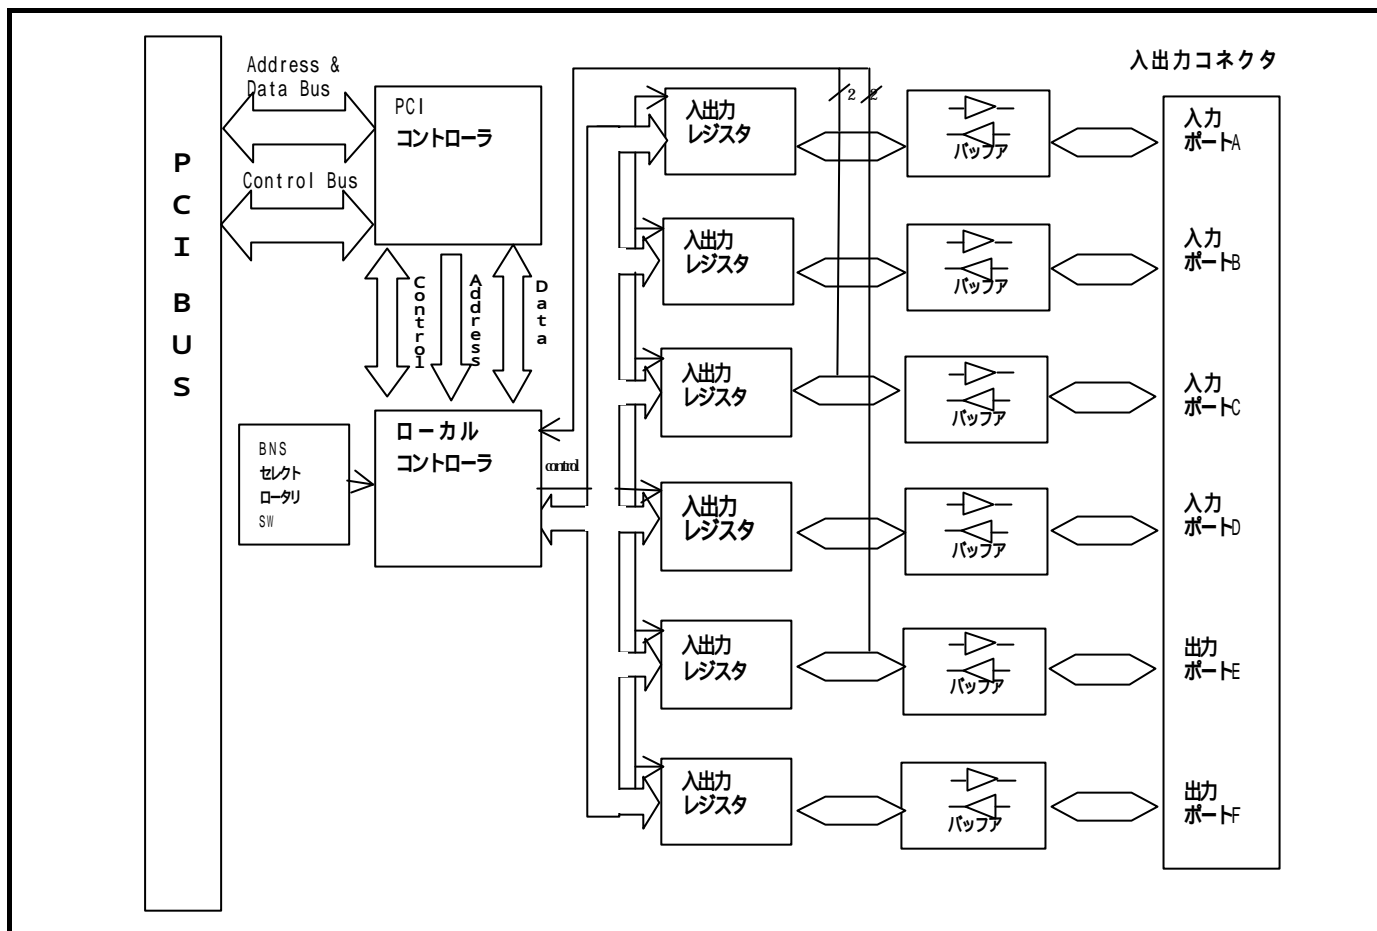 入出力コネクタ
Address &
Data Bus
PCI
コントローラ
Control Bus
PCI BUS
Control
Address
Data
BNS
セレクト
ロータリ
SW
ローカル
コントローラ
control
2
2
入出力
レジスタ
バッファ
入力
ポートA
入出力
レジスタ
バッファ
入力
ポートB
入出力
レジスタ
バッファ
入力
ポートC
入出力
レジスタ
バッファ
入力
ポートD
入出力
レジスタ
バッファ
出力
ポートE
入出力
レジスタ
バッファ
出力
ポートF